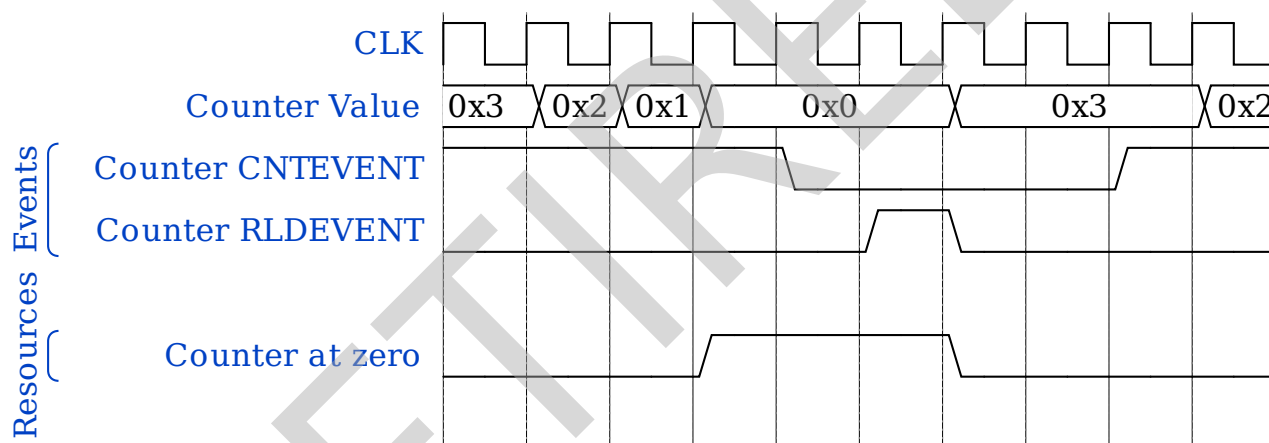 CLK
Counter Value 0x3 0x2 0x1 0x0 0x3 0x2
Events
Counter CNTEVENT
Counter RLDEVENT
Resources
Counter at zero